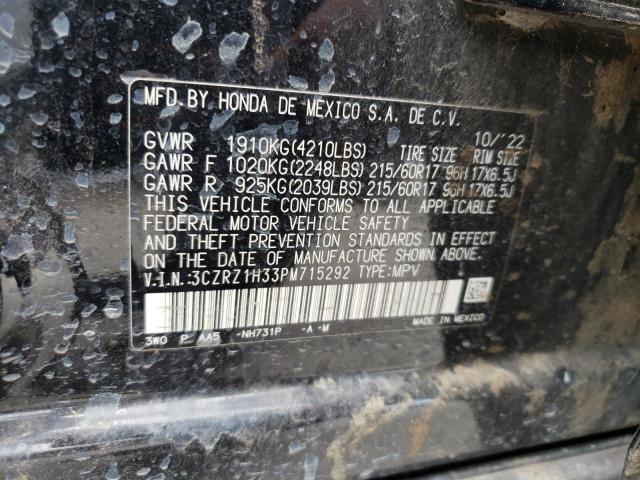 MFD. BY HONDA DE MEXICO S.A. DE C.V.
10/'22
GVWR 1910KG(4210LBS) TIRE SIZE RIM SIZE
GAWR F 1020KG(2248LBS) 215/60R17 96H 17X6.5J
GAWR R 925KG(2039LBS) 215/60R17 96H 17X6.5J
THIS VEHICLE CONFORMS TO ALL APPLICABLE
FEDERAL MOTOR VEHICLE SAFETY
AND THEFT PREVENTION STANDARDS IN EFFECT
ON THE DATE OF MANUFACTURE SHOWN ABOVE.
V.I.N.:3CZRZ1H33PM715292 TYPE:MPV
3W0 P AA5 -NH731P -A -M
MADE IN MEXICO